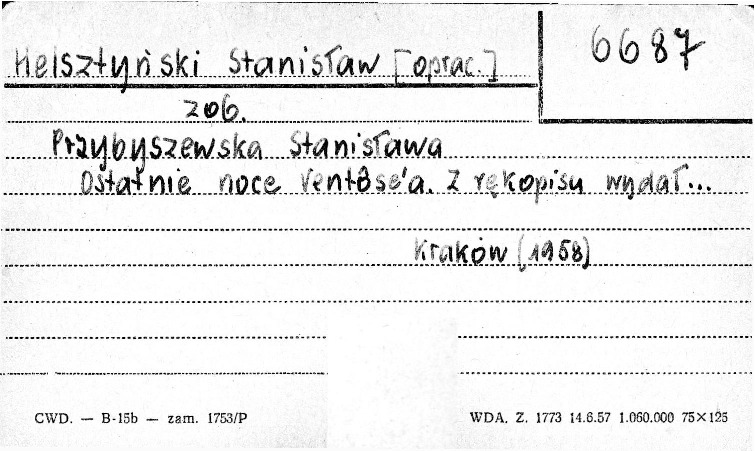 Helsztyński Stanisław [oprac.]
6687
zob.
Przybyszewska Stanisława
Ostatnie noce Ventôse'a. Z rękopisu wydał...
Kraków (1958)
CWD. — B-15b — zam. 1753/P
WDA. Z. 1773 14.6.57 1.060.000 75×125